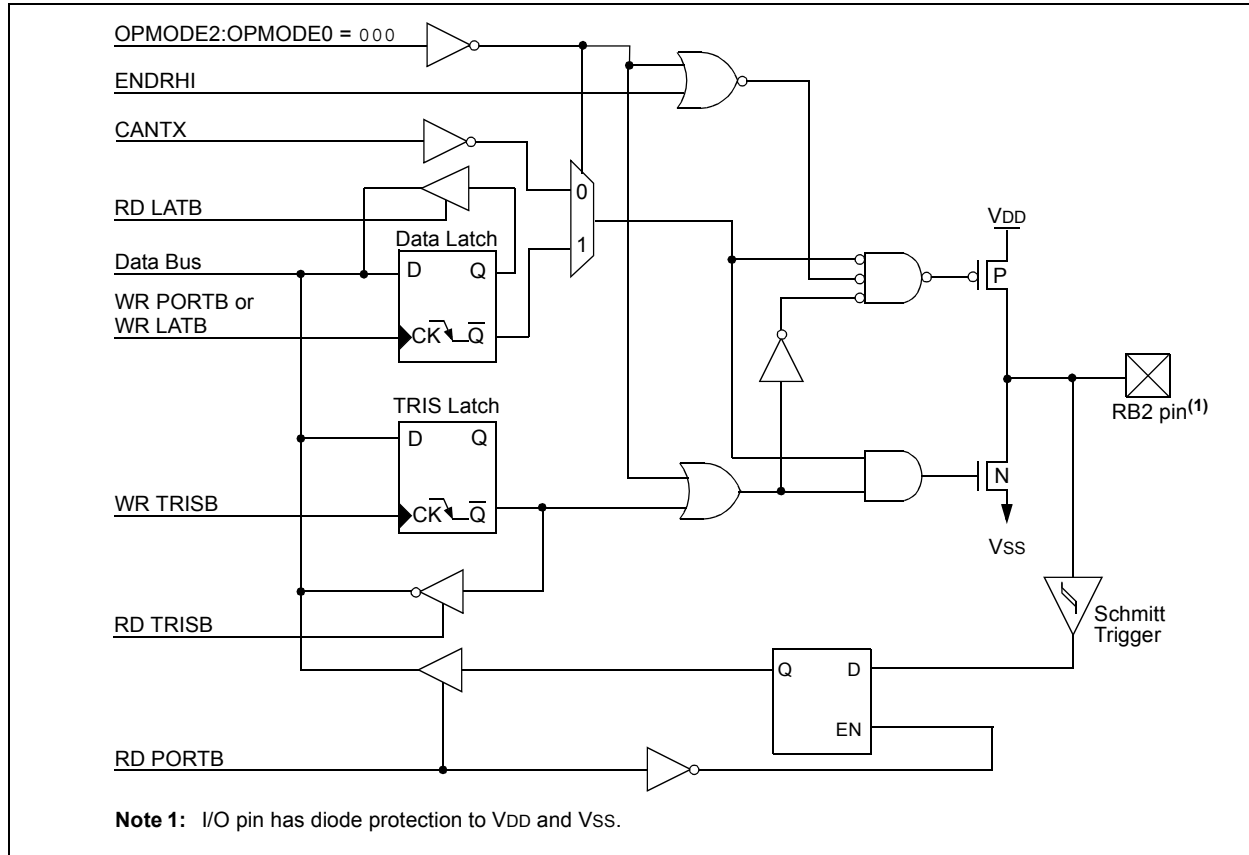 OPMODE2:OPMODE0 = 000
ENDRHI
CANTX
0
RD LATB
VDD
Data Latch
1
Data Bus
D Q
P
WR PORTB or
WR LATB
CK Q̅
RB2 pin(1)
TRIS Latch
D Q
N
WR TRISB
CK Q̅
VSS
Schmitt
Trigger
RD TRISB
Q D
EN
RD PORTB
Note 1: I/O pin has diode protection to VDD and VSS.